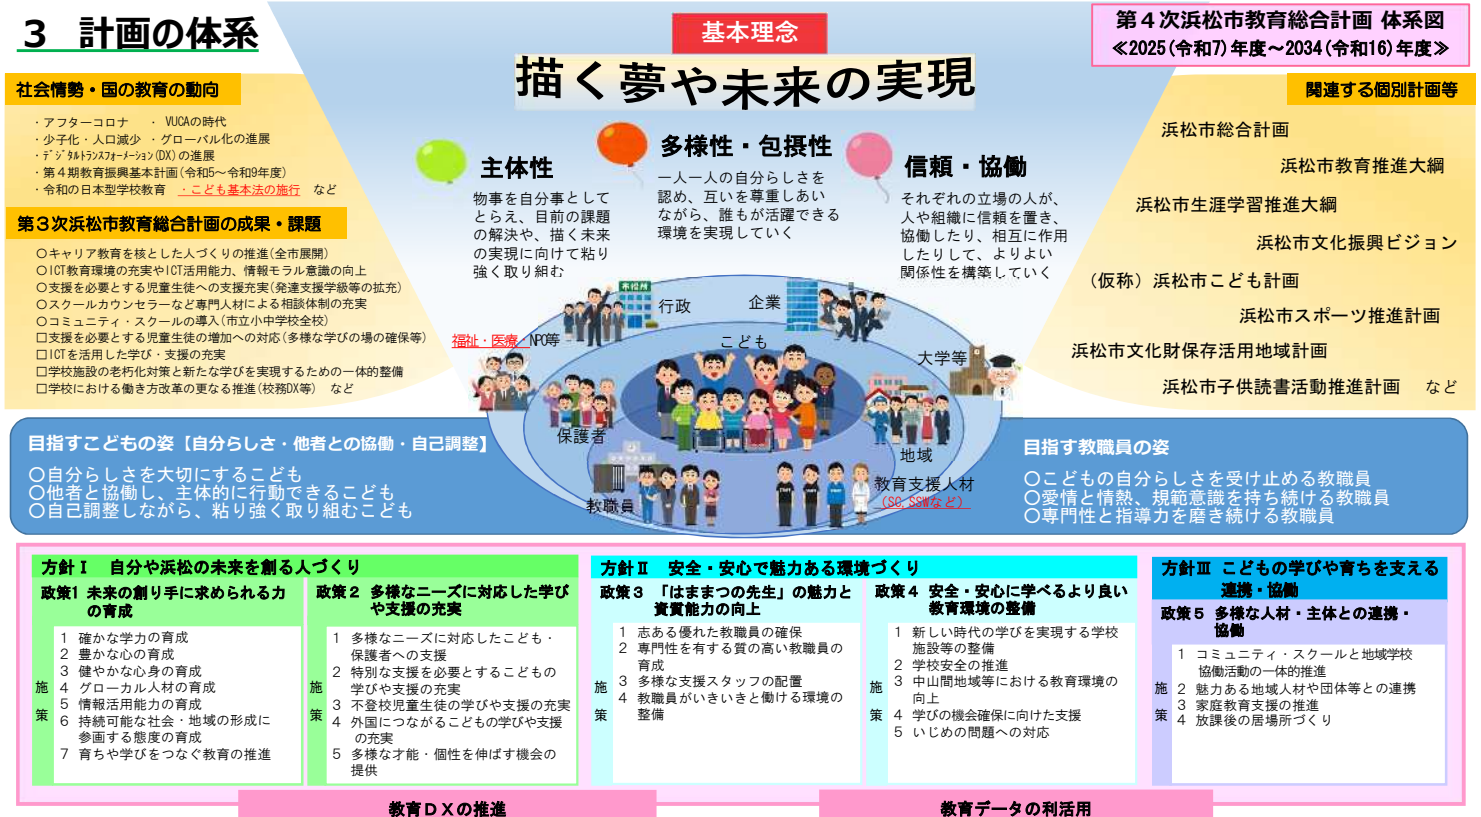 3 計画の体系
基本理念
描く夢や未来の実現
第４次浜松市教育総合計画 体系図
≪2025(令和7)年度～2034(令和16)年度≫
社会情勢・国の教育の動向
・アフターコロナ ・ VUCAの時代
・少子化・人口減少 ・グローバル化の進展
・ﾃﾞｼﾞﾀﾙﾄﾗﾝｽﾌｫｰﾒｰｼｮﾝ(DX)の進展
・第４期教育振興基本計画(令和5～令和9年度)
・令和の日本型学校教育 ・こども基本法の施行 など
第３次浜松市教育総合計画の成果・課題
○キャリア教育を核とした人づくりの推進(全市展開)
○ICT教育環境の充実やICT活用能力、情報モラル意識の向上
○支援を必要とする児童生徒への支援充実(発達支援学級等の拡充)
○スクールカウンセラーなど専門人材による相談体制の充実
○コミュニティ・スクールの導入(市立小中学校全校)
□支援を必要とする児童生徒の増加への対応(多様な学びの場の確保等)
□ICTを活用した学び・支援の充実
□学校施設の老朽化対策と新たな学びを実現するための一体的整備
□学校における働き方改革の更なる推進(校務DX等) など
主体性
物事を自分事として
とらえ、目前の課題
の解決や、描く未来
の実現に向けて粘り
強く取り組む
多様性・包摂性
一人一人の自分らしさを
認め、互いを尊重しあい
ながら、誰もが活躍できる
環境を実現していく
信頼・協働
それぞれの立場の人が、
人や組織に信頼を置き、
協働したり、相互に作用
したりして、よりよい
関係性を構築していく
関連する個別計画等
浜松市総合計画
浜松市教育推進大綱
浜松市生涯学習推進大綱
浜松市文化振興ビジョン
（仮称）浜松市こども計画
浜松市スポーツ推進計画
浜松市文化財保存活用地域計画
浜松市子供読書活動推進計画 など
市役所
行政
企業
福祉・医療・NPO等
こども
大学等
保護者
地域
教職員
教育支援人材
(SC,SSWなど)
目指すこどもの姿【自分らしさ・他者との協働・自己調整】
○自分らしさを大切にするこども
○他者と協働し、主体的に行動できるこども
○自己調整しながら、粘り強く取り組むこども
目指す教職員の姿
○こどもの自分らしさを受け止める教職員
○愛情と情熱、規範意識を持ち続ける教職員
○専門性と指導力を磨き続ける教職員
方針Ⅰ 自分や浜松の未来を創る人づくり
政策1 未来の創り手に求められる力
の育成
施策
1 確かな学力の育成
2 豊かな心の育成
3 健やかな心身の育成
4 グローカル人材の育成
5 情報活用能力の育成
6 持続可能な社会・地域の形成に
参画する態度の育成
7 育ちや学びをつなぐ教育の推進
政策２ 多様なニーズに対応した学び
や支援の充実
施策
1 多様なニーズに対応したこども・
保護者への支援
2 特別な支援を必要とするこどもの
学びや支援の充実
3 不登校児童生徒の学びや支援の充実
4 外国につながるこどもの学びや支援
の充実
5 多様な才能・個性を伸ばす機会の
提供
方針Ⅱ 安全・安心で魅力ある環境づくり
政策３ 「はままつの先生」の魅力と
資質能力の向上
施策
1 志ある優れた教職員の確保
2 専門性を有する質の高い教職員の
育成
3 多様な支援スタッフの配置
4 教職員がいきいきと働ける環境の
整備
政策４ 安全・安心に学べるより良い
教育環境の整備
施策
1 新しい時代の学びを実現する学校
施設等の整備
2 学校安全の推進
3 中山間地域等における教育環境の
向上
4 学びの機会確保に向けた支援
5 いじめの問題への対応
方針Ⅲ こどもの学びや育ちを支える
連携・協働
政策５ 多様な人材・主体との連携・
協働
施策
1 コミュニティ・スクールと地域学校
協働活動の一体的推進
2 魅力ある地域人材や団体等との連携
3 家庭教育支援の推進
4 放課後の居場所づくり
教育ＤＸの推進
教育データの利活用